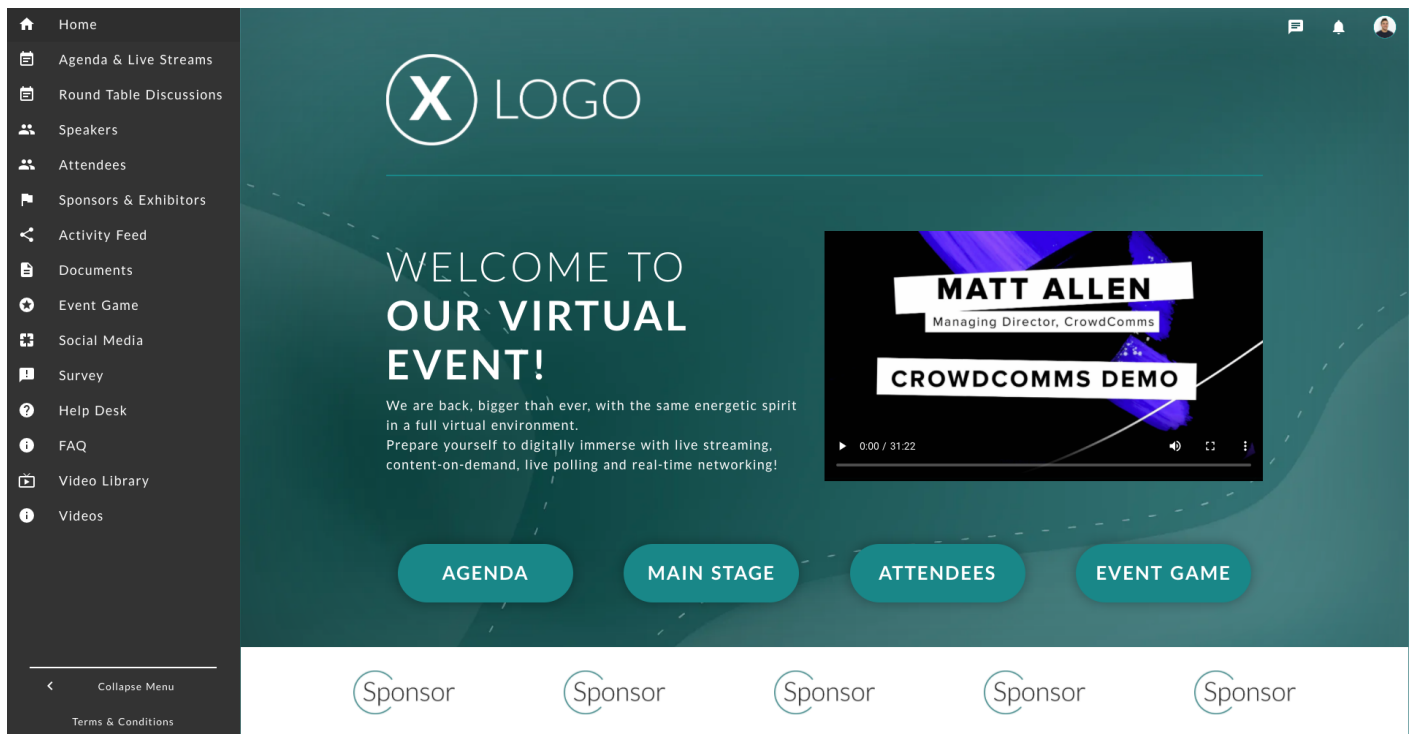 Home
Agenda & Live Streams
Round Table Discussions
Speakers
Attendees
Sponsors & Exhibitors
Activity Feed
Documents
Event Game
Social Media
Survey
Help Desk
FAQ
Video Library
Videos
Collapse Menu
Terms & Conditions
X LOGO
WELCOME TO
OUR VIRTUAL
EVENT!
We are back, bigger than ever, with the same energetic spirit
in a full virtual environment.
Prepare yourself to digitally immerse with live streaming,
content-on-demand, live polling and real-time networking!
MATT ALLEN
Managing Director, CrowdComms
CROWDCOMMS DEMO
0:00 / 31:22
AGENDA
MAIN STAGE
ATTENDEES
EVENT GAME
Sponsor
Sponsor
Sponsor
Sponsor
Sponsor